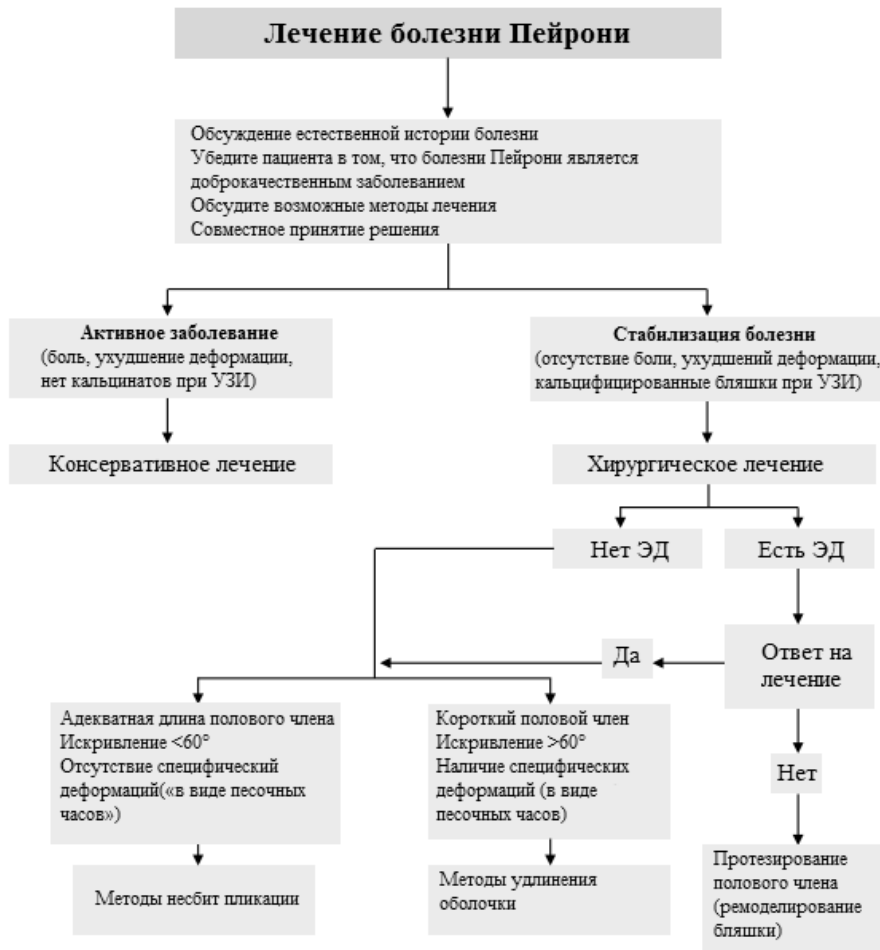 Лечение болезни Пейрони
Обсуждение естественной истории болезни
Убедите пациента в том, что болезни Пейрони является
доброкачественным заболеванием
Обсудите возможные методы лечения
Совместное принятие решения
Активное заболевание
(боль, ухудшение деформации,
нет кальцинатов при УЗИ)
Стабилизация болезни
(отсутствие боли, ухудшений деформации,
кальцифицированные бляшки при УЗИ)
Консервативное лечение
Хирургическое лечение
Нет ЭД
Есть ЭД
Да
Ответ на
лечение
Адекватная длина полового члена
Искривление <60°
Отсутствие специфический
деформаций(«в виде песочных
часов»)
Короткий половой член
Искривление >60°
Наличие специфических
деформаций (в виде
песочных часов)
Нет
Методы несбит пликации
Методы удлинения
оболочки
Протезирование
полового члена
(ремоделирование
бляшки)